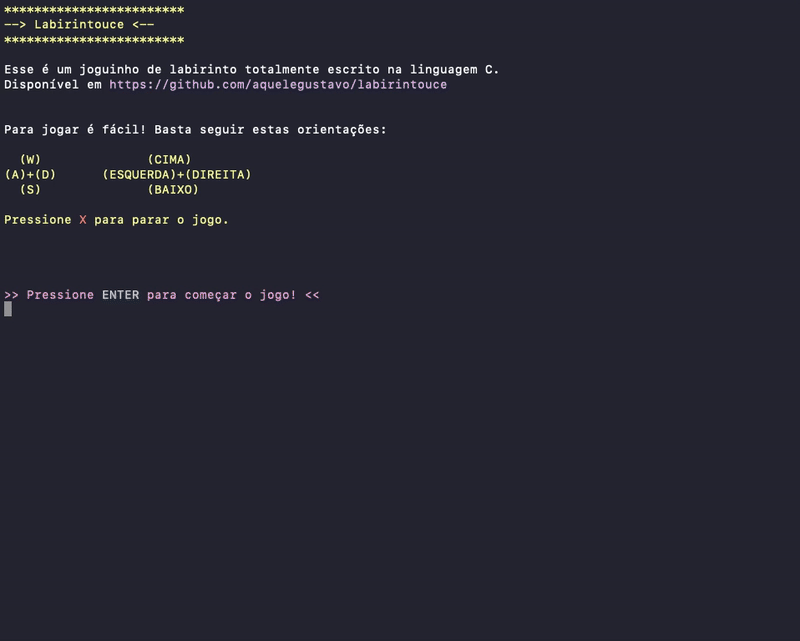 ************************
--> Labirintouce <--
************************
Esse é um joguinho de labirinto totalmente escrito na linguagem C.
Disponível em https://github.com/aquelegustavo/labirintouce
Para jogar é fácil! Basta seguir estas orientações:
(W) (CIMA)
(A)+(D) (ESQUERDA)+(DIREITA)
(S) (BAIXO)
Pressione X para parar o jogo.
>> Pressione ENTER para começar o jogo! <<